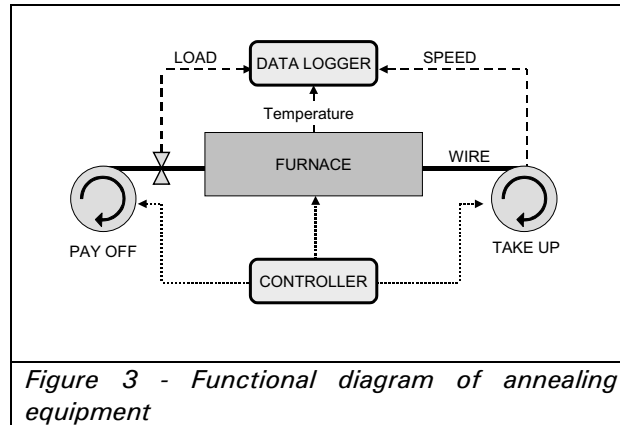 LOAD
DATA LOGGER
SPEED
Temperature
FURNACE
WIRE
PAY OFF
TAKE UP
CONTROLLER
Figure 3 - Functional diagram of annealing
equipment